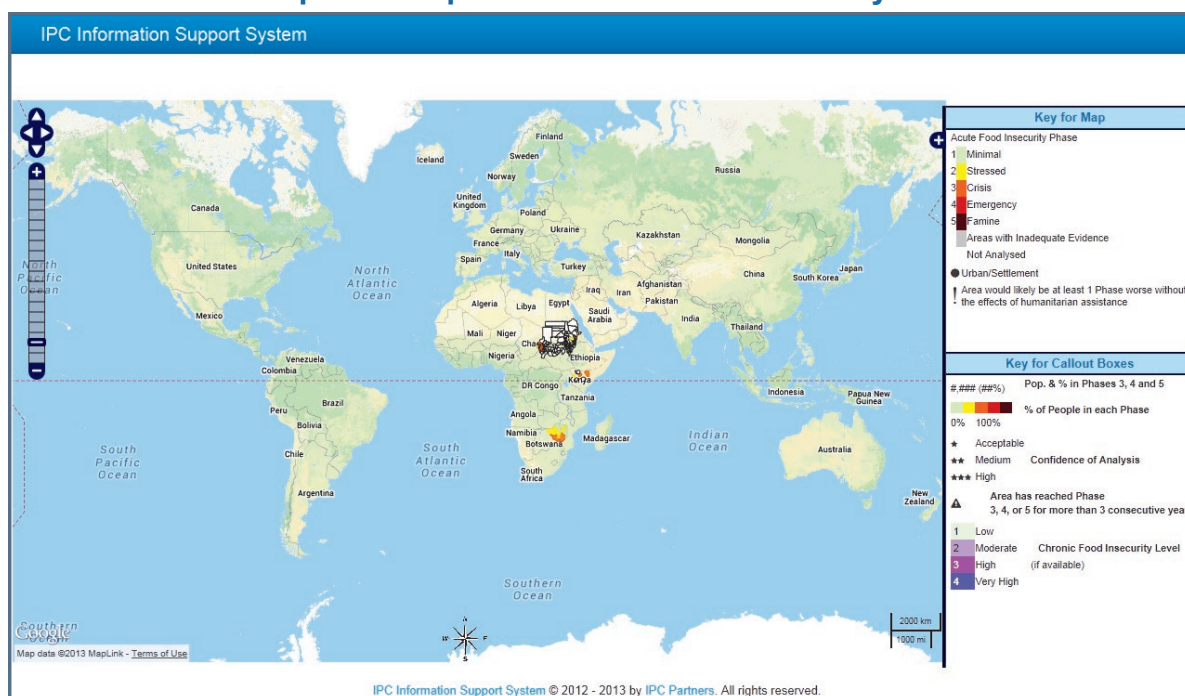 IPC Information Support System
Finland
Iceland
Sweden
Russia
Norway
Canada
United Kingdom
Poland
Germany
Ukraine
France
Kazakhstan
Mongolia
Italy
Spain
Turkey
United States
North Pacific Ocean
North Atlantic Ocean
China
Japan
South Korea
Afghanistan
Iraq
Iran
Pakistan
Algeria
Libya
Egypt
Saudi Arabia
Mexico
India
Mali
Niger
Thailand
Nigeria
Ethiopia
Venezuela
Colombia
Kenya
DR Congo
Tanzania
Indonesia
Papua New Guinea
Brazil
Peru
Angola
Bolivia
Namibia
Botswana
Madagascar
South Pacific Ocean
South Atlantic Ocean
Indian Ocean
Australia
Chile
South Africa
Argentina
New Zealand
Southern Ocean
Google
Map data ©2013 MapLink - Terms of Use
2000 km
1000 mi
Key for Map
Acute Food Insecurity Phase
1 Minimal
2 Stressed
3 Crisis
4 Emergency
5 Famine
Areas with Inadequate Evidence
Not Analysed
Urban/Settlement
! Area would likely be at least 1 Phase worse without
the effects of humanitarian assistance
Key for Callout Boxes
#,### (##%) Pop. & % in Phases 3, 4 and 5
% of People in each Phase
0% 100%
★ Acceptable
★★ Medium Confidence of Analysis
★★★ High
Area has reached Phase
3, 4, or 5 for more than 3 consecutive
1 Low
2 Moderate Chronic Food Insecurity Level
3 High (if available)
4 Very High
IPC Information Support System © 2012 - 2013 by IPC Partners. All rights reserved.